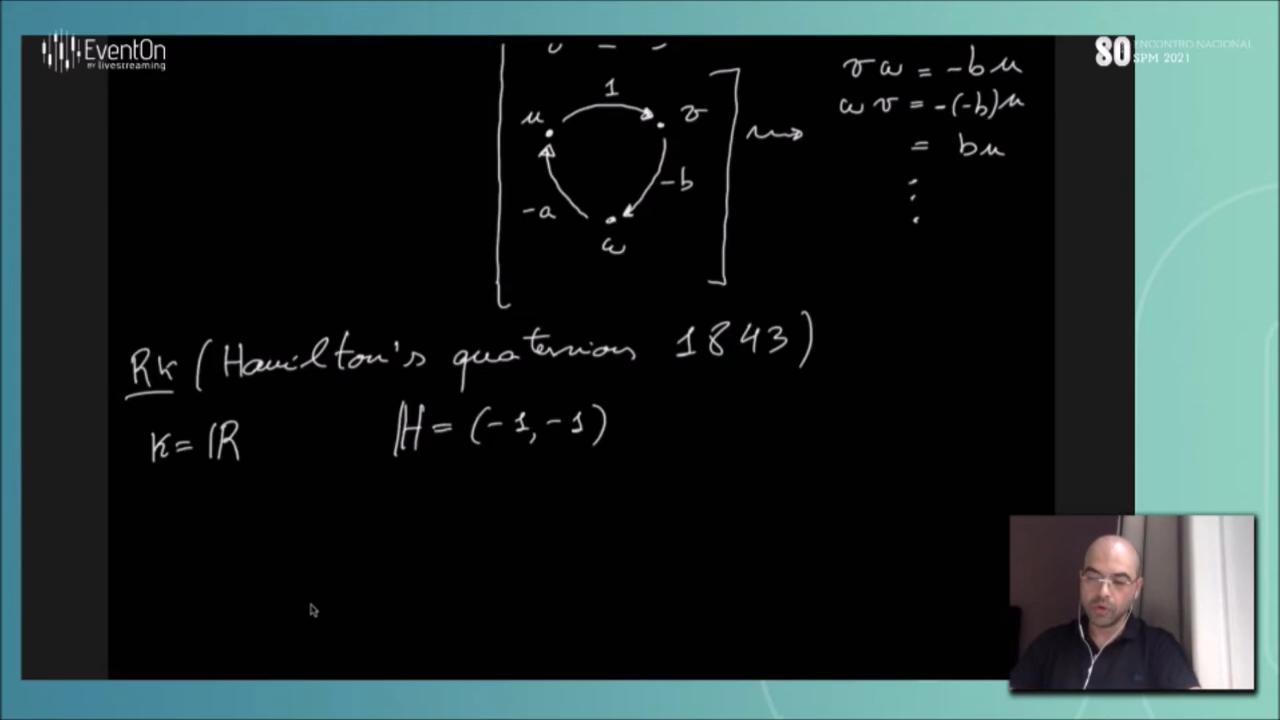 EventOn
BY livestreaming
80 ENCONTRO NACIONAL
SPM 2021
u 1 v
-a -b
w
vw = -bu
wv = -(-b)u
= bu
Rk (Hamilton's quaternions 1843)
k = ℝ ℍ = (-1, -1)